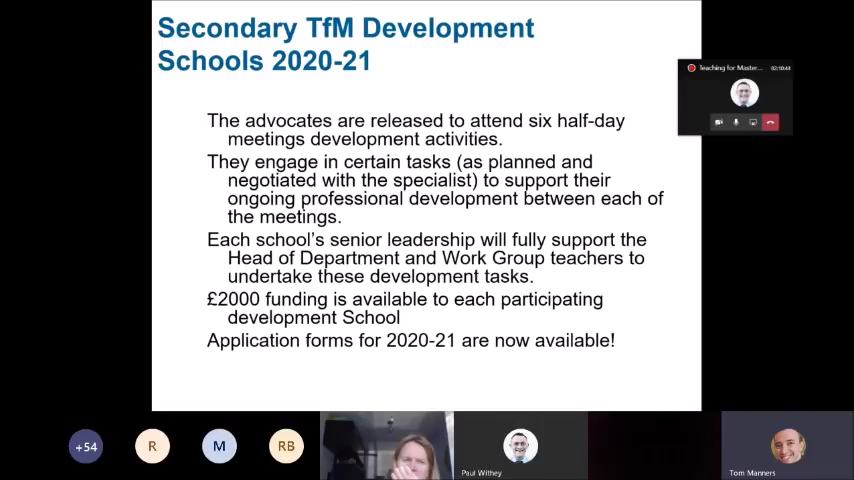 Secondary TfM Development
Schools 2020-21
The advocates are released to attend six half-day
meetings development activities.
They engage in certain tasks (as planned and
negotiated with the specialist) to support their
ongoing professional development between each of
the meetings.
Each school's senior leadership will fully support the
Head of Department and Work Group teachers to
undertake these development tasks.
£2000 funding is available to each participating
development School
Application forms for 2020-21 are now available!
Teaching for Master... 02:10:44
+54
R
M
RB
Paul Withey
Tom Manners